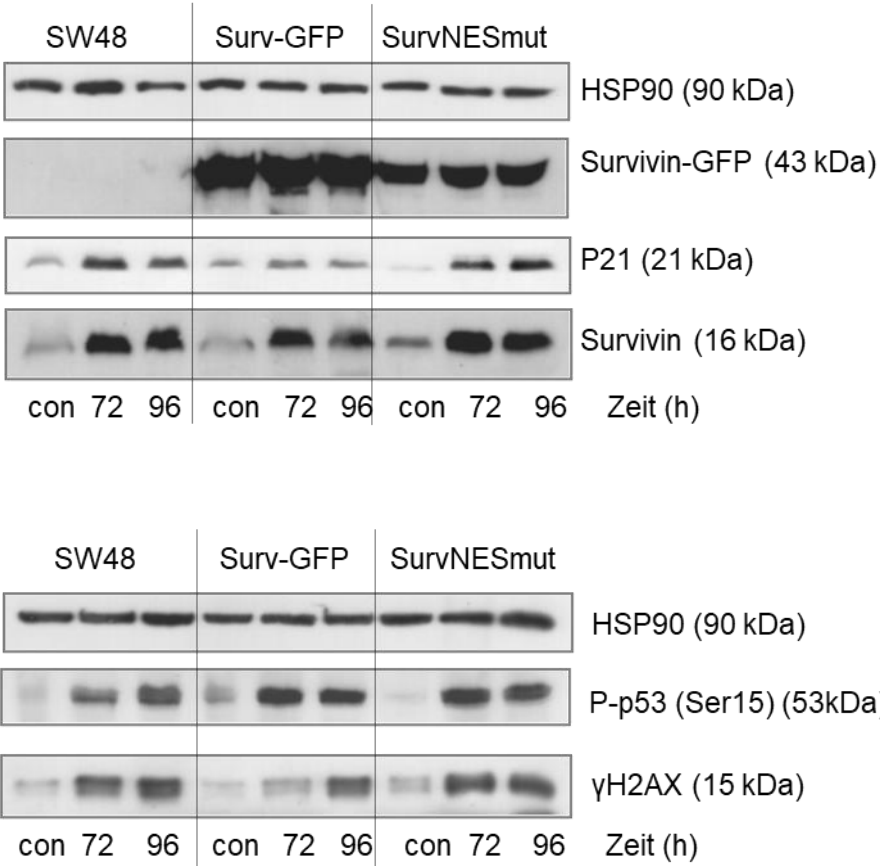 SW48 Surv-GFP SurvNESmut
HSP90 (90 kDa)
Survivin-GFP (43 kDa)
P21 (21 kDa)
Survivin (16 kDa)
con 72 96 con 72 96 con 72 96 Zeit (h)
SW48 Surv-GFP SurvNESmut
HSP90 (90 kDa)
P-p53 (Ser15) (53kDa)
γH2AX (15 kDa)
con 72 96 con 72 96 con 72 96 Zeit (h)